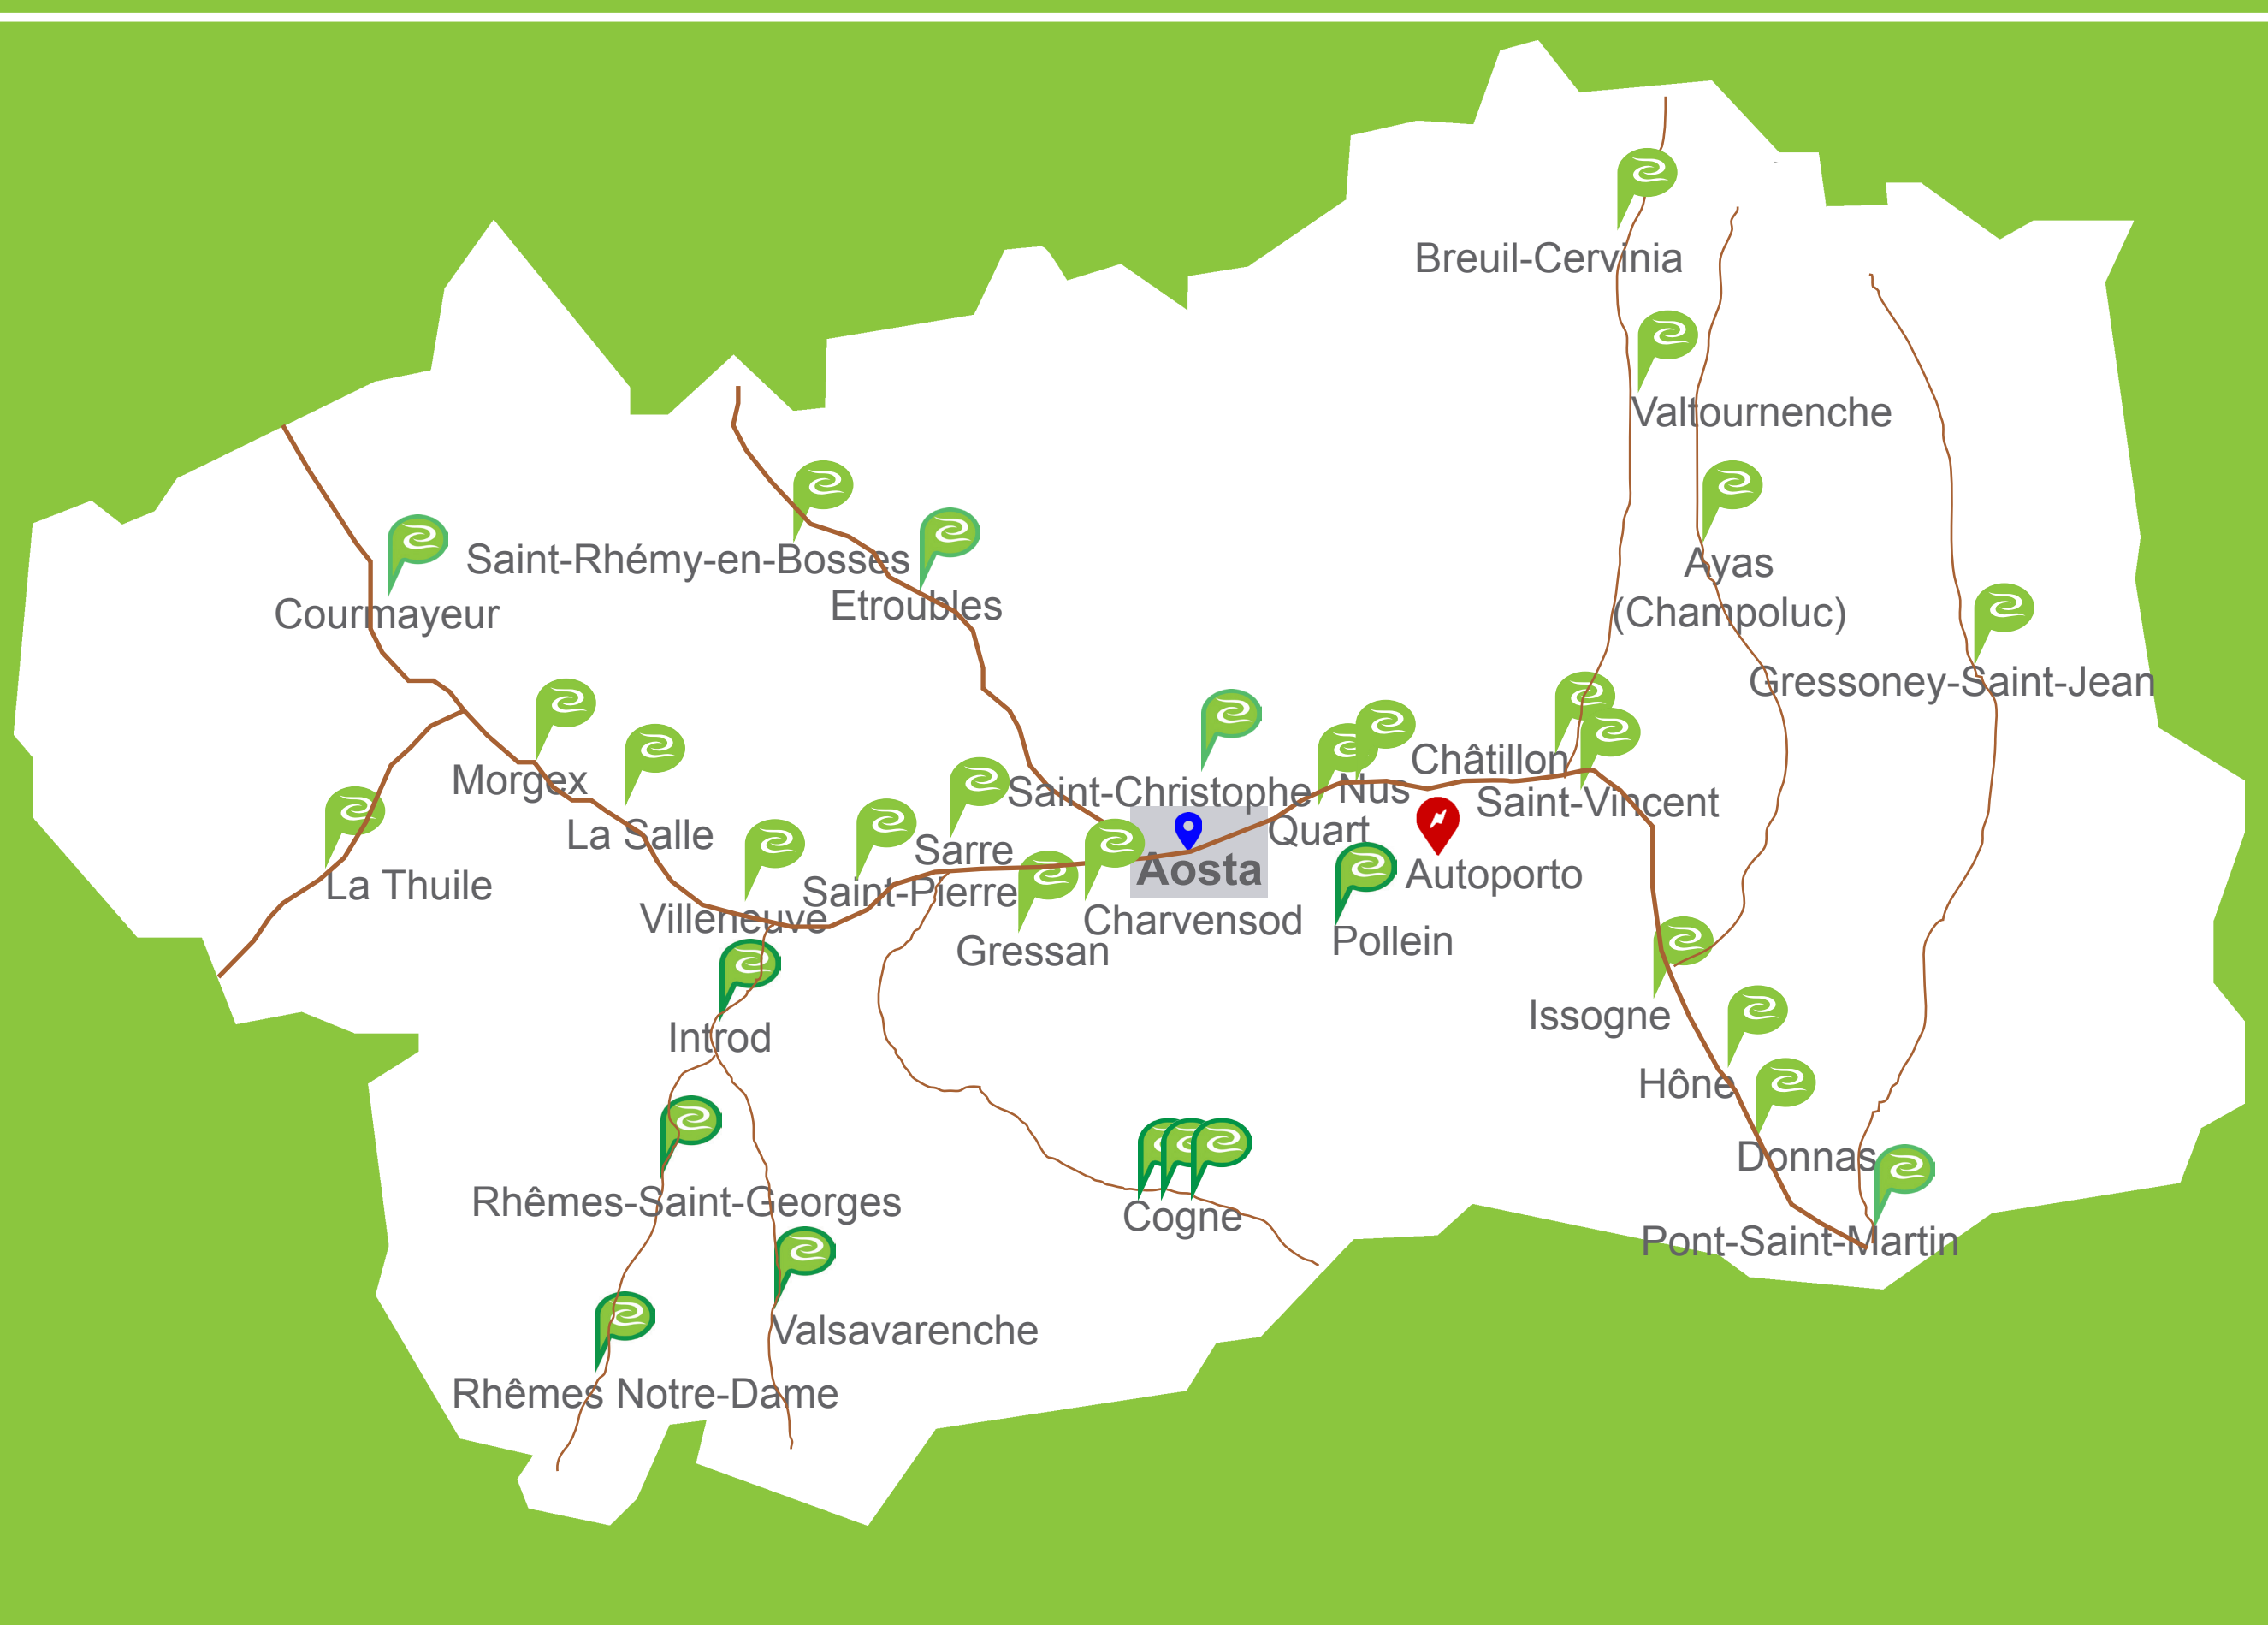 Breuil-Cervinia
Valtournenche
Saint-Rhémy-en-Bosses
Ayas
(Champoluc)
Courmayeur
Etroubles
Gressoney-Saint-Jean
Morgex
Châtillon
Saint-Christophe
Nus
Saint-Vincent
La Salle
Quart
Sarre
Aosta
Autoporto
La Thuile
Saint-Pierre
Villeneuve
Charvensod
Pollein
Gressan
Issogne
Introd
Hône
Donnas
Rhêmes-Saint-Georges
Cogne
Pont-Saint-Martin
Valsavarenche
Rhêmes Notre-Dame